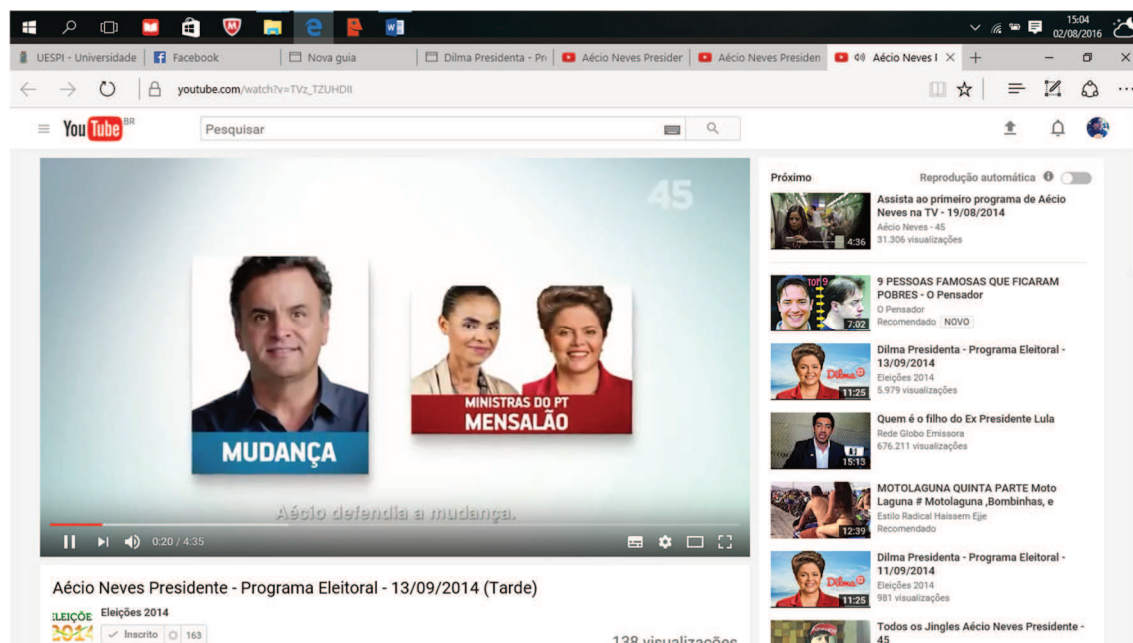 15:04
02/08/2016
UESPI - Universidade
Facebook
Nova guia
Dilma Presidenta - Pr
Aécio Neves Presider
Aécio Neves Presiden
Aécio Neves
youtube.com/watch?v=TVz_TZUHDII
You Tube BR
Pesquisar
45
MUDANÇA
MINISTRAS DO PT
MENSALÃO
Aécio defendia a mudança.
0:20 / 4:35
Aécio Neves Presidente - Programa Eleitoral - 13/09/2014 (Tarde)
Eleições 2014
Inscrito 163
138 visualizações
Próximo
Reprodução automática
Assista ao primeiro programa de Aécio
Neves na TV - 19/08/2014
Aécio Neves - 45
31.306 visualizações
4:36
9 PESSOAS FAMOSAS QUE FICARAM
POBRES - O Pensador
O Pensador
Recomendado NOVO
TOP 9
7:02
Dilma Presidenta - Programa Eleitoral -
13/09/2014
Eleições 2014
5.979 visualizações
Dilma
11:25
Quem é o filho do Ex Presidente Lula
Rede Globo Emissora
676.211 visualizações
15:13
MOTOLAGUNA QUINTA PARTE Moto
Laguna # Motolaguna ,Bombinhas, e
Estilo Radical Haissem Ejje
Recomendado
12:39
Dilma Presidenta - Programa Eleitoral -
11/09/2014
Eleições 2014
981 visualizações
Dilma
11:25
Todos os Jingles Aécio Neves Presidente -
45